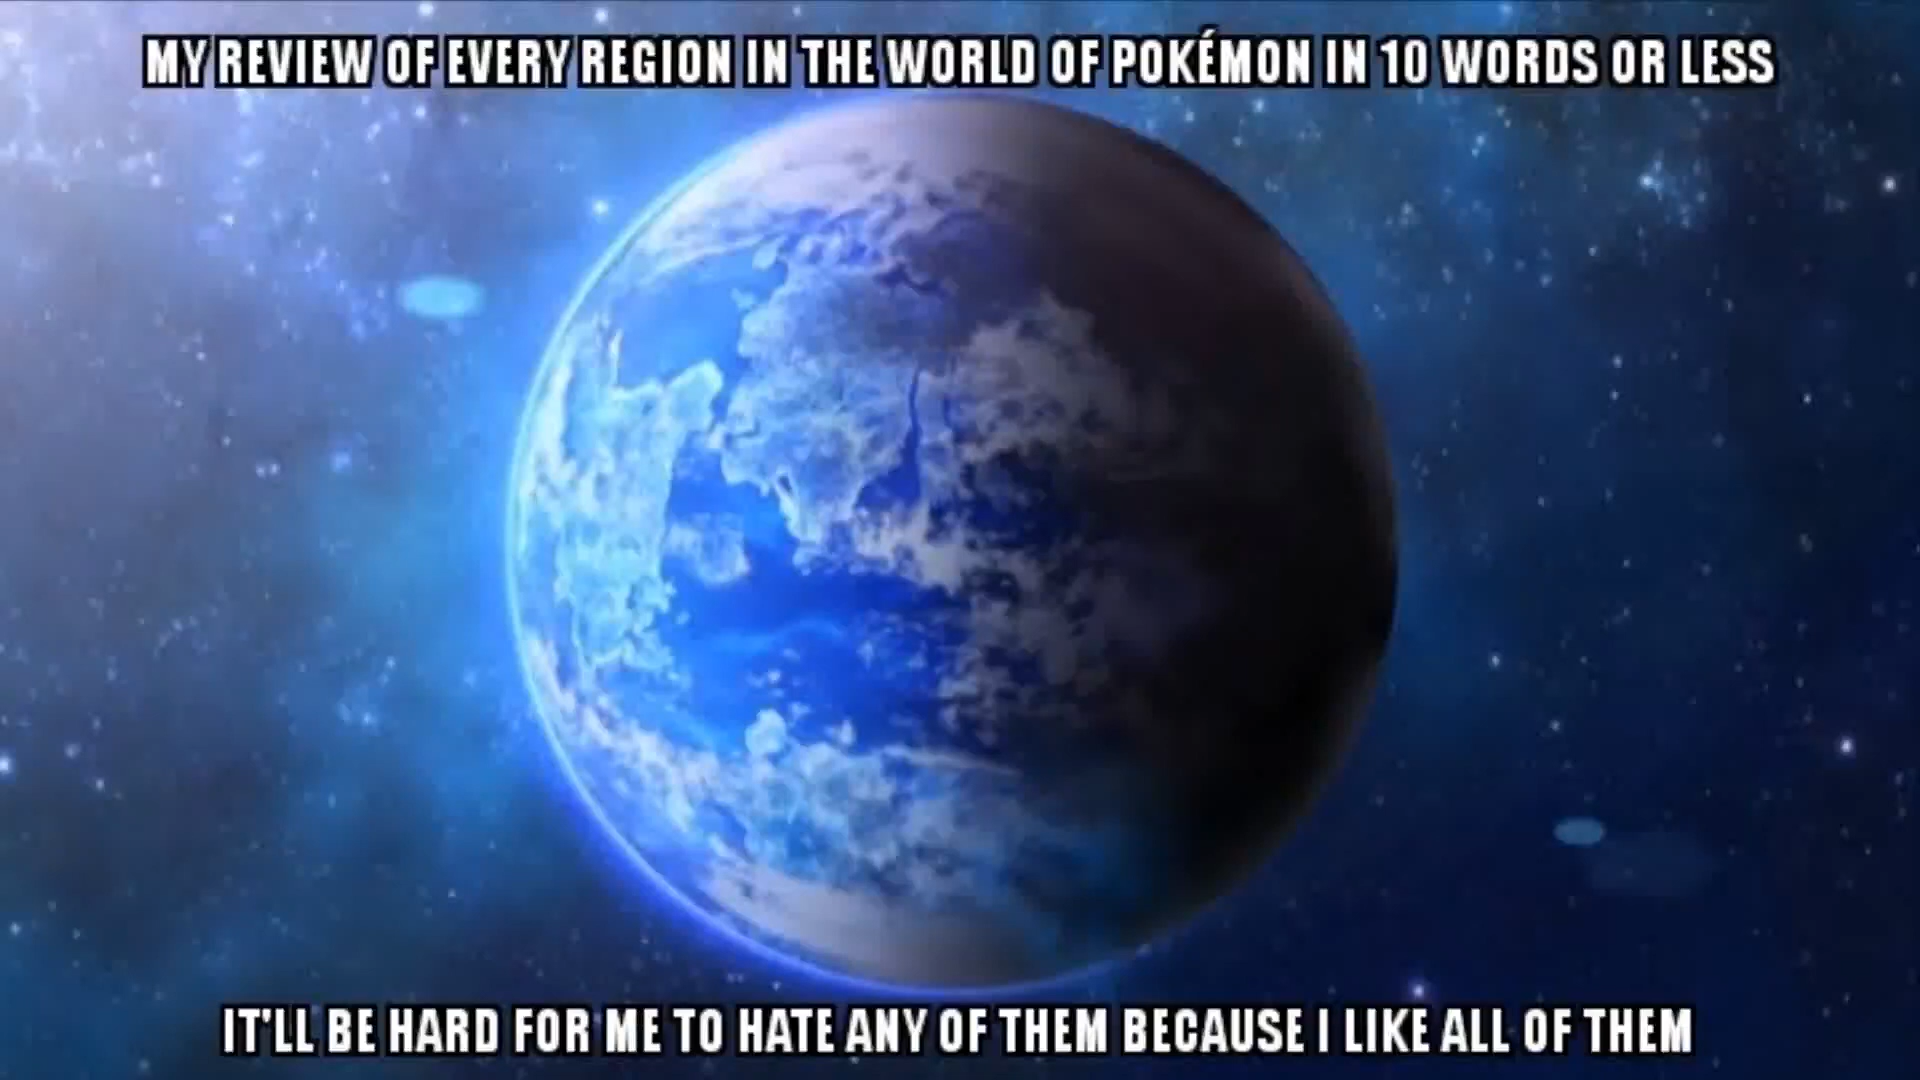 MY REVIEW OF EVERY REGION IN THE WORLD OF POKÉMON IN 10 WORDS OR LESS
IT'LL BE HARD FOR ME TO HATE ANY OF THEM BECAUSE I LIKE ALL OF THEM